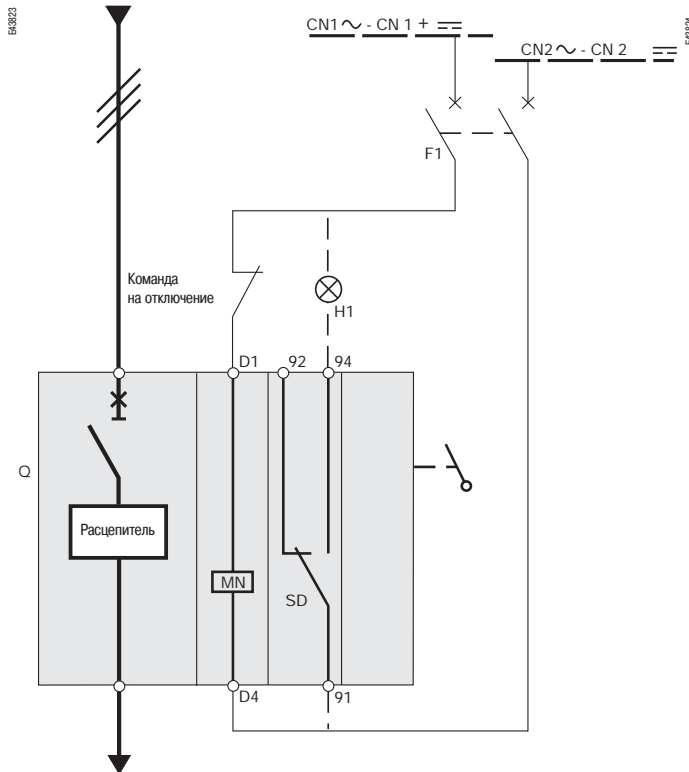 E43823
CN1 ~ - CN 1 +
CN2 ~ - CN 2
F1
Команда
на отключение
H1
D1
92
94
Q
Расцепитель
MN
SD
D4
91